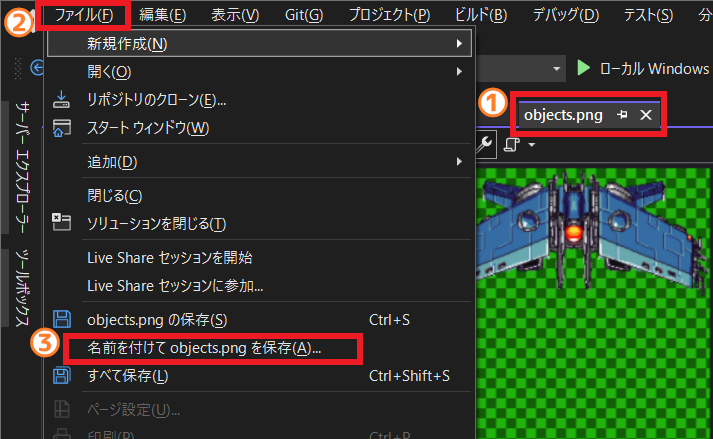 ② ファイル(F) 編集(E) 表示(V) Git(G) プロジェクト(P) ビルド(B) デバッグ(D) テスト(S) 分
新規作成(N)
開く(O)
リポジトリのクローン(E)...
スタート ウィンドウ(W)
追加(D)
閉じる(C)
ソリューションを閉じる(T)
Live Share セッションを開始
Live Share セッションに参加...
objects.png の保存(S) Ctrl+S
③ 名前を付けて objects.png を保存(A)...
すべて保存(L) Ctrl+Shift+S
ページ設定(U)...
印刷(P)... Ctrl+P
サーバー エクスプローラー
ツールボックス
ローカル Windows
① objects.png